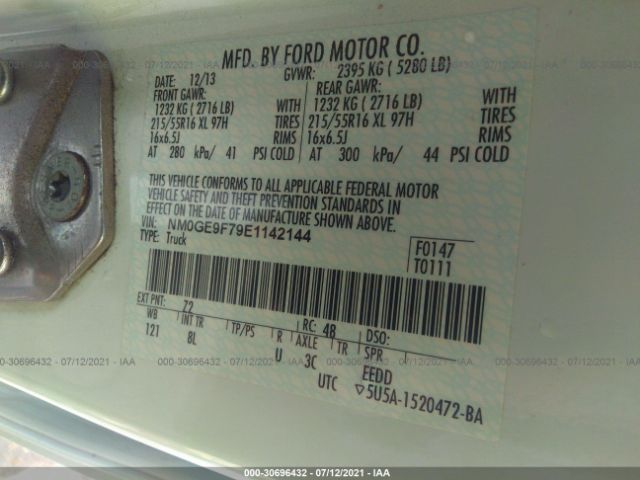 MFD. BY FORD MOTOR CO.
DATE: 12/13 GVWR: 2395 KG ( 5280 LB)
FRONT GAWR: REAR GAWR:
1232 KG ( 2716 LB) WITH 1232 KG ( 2716 LB) WITH
215/55R16 XL 97H TIRES 215/55R16 XL 97H TIRES
16x6.5J RIMS 16x6.5J RIMS
AT 280 kPa/ 41 PSI COLD AT 300 kPa/ 44 PSI COLD
THIS VEHICLE CONFORMS TO ALL APPLICABLE FEDERAL MOTOR
VEHICLE SAFETY AND THEFT PREVENTION STANDARDS IN
EFFECT ON THE DATE OF MANUFACTURE SHOWN ABOVE.
VIN: NM0GE9F79E1142144
TYPE: Truck
F0147
T0111
EXT PNT: Z2 RC: 48 DSO:
WB INT TR TP/PS R AXLE TR SPR
121 8L U 3C EEDD
UTC 5U5A-1520472-BA
000-30696432 - 07/12/2021 - IAA